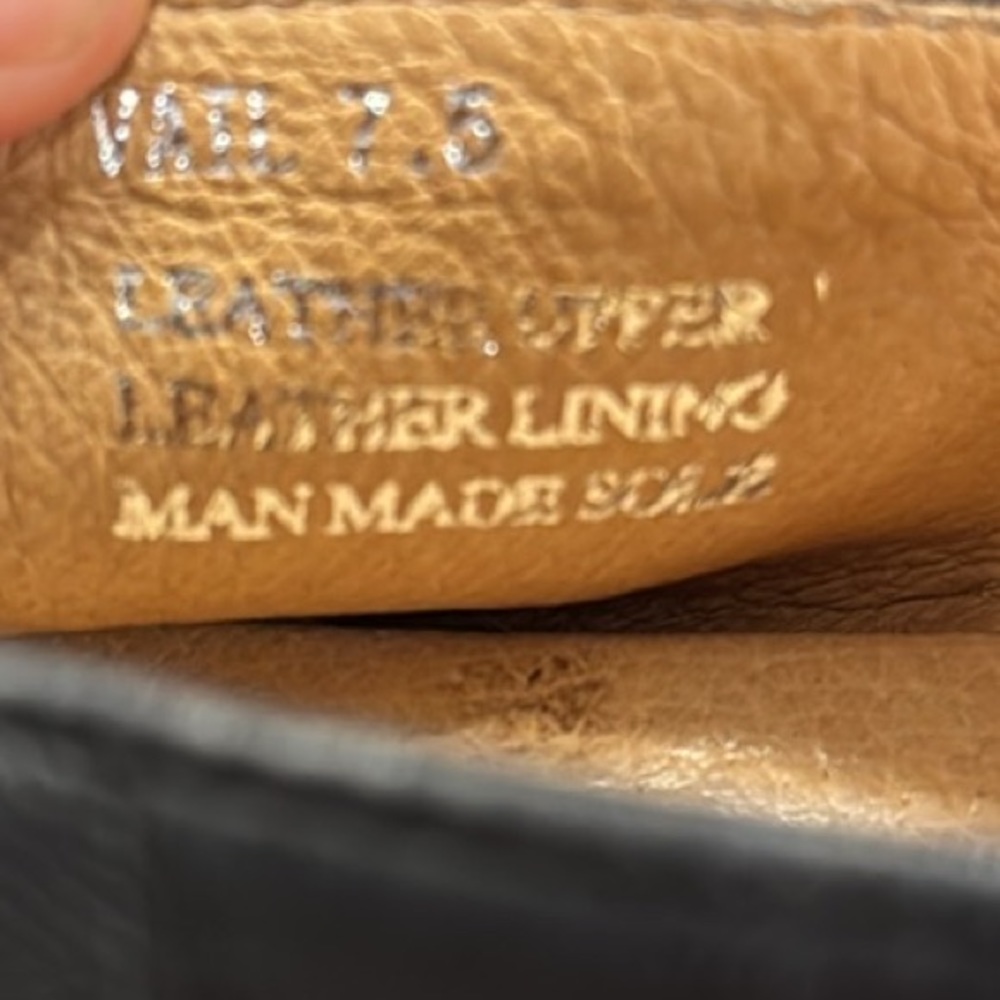 VAIL 7.5
LEATHER UPPER
LEATHER LINING
MAN MADE SOLE